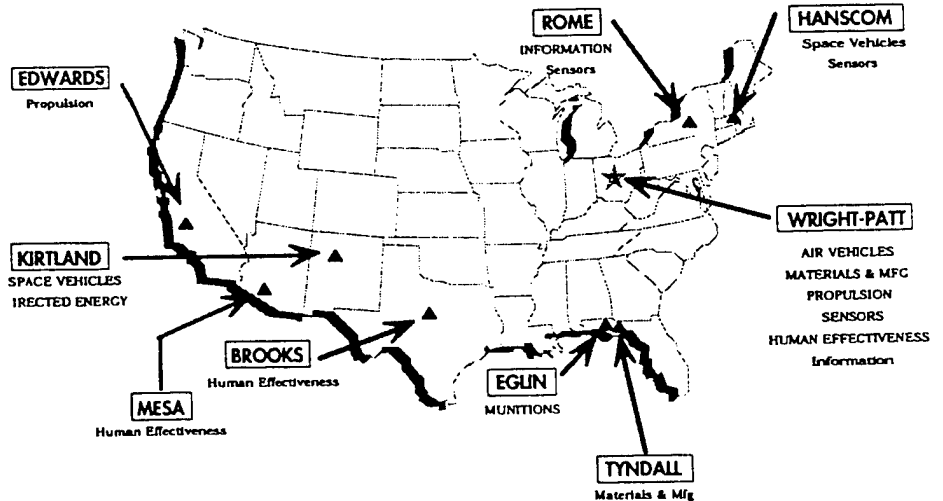 ROME
INFORMATION
Sensors
HANSCOM
Space Vehicles
Sensors
EDWARDS
Propulsion
WRIGHT-PATT
AIR VEHICLES
MATERIALS & MFG
PROPULSION
SENSORS
HUMAN EFFECTIVENESS
Information
KIRTLAND
SPACE VEHICLES
IRECTED ENERGY
BROOKS
Human Effectiveness
MESA
Human Effectiveness
EGLIN
MUNITIONS
TYNDALL
Materials & Mfg